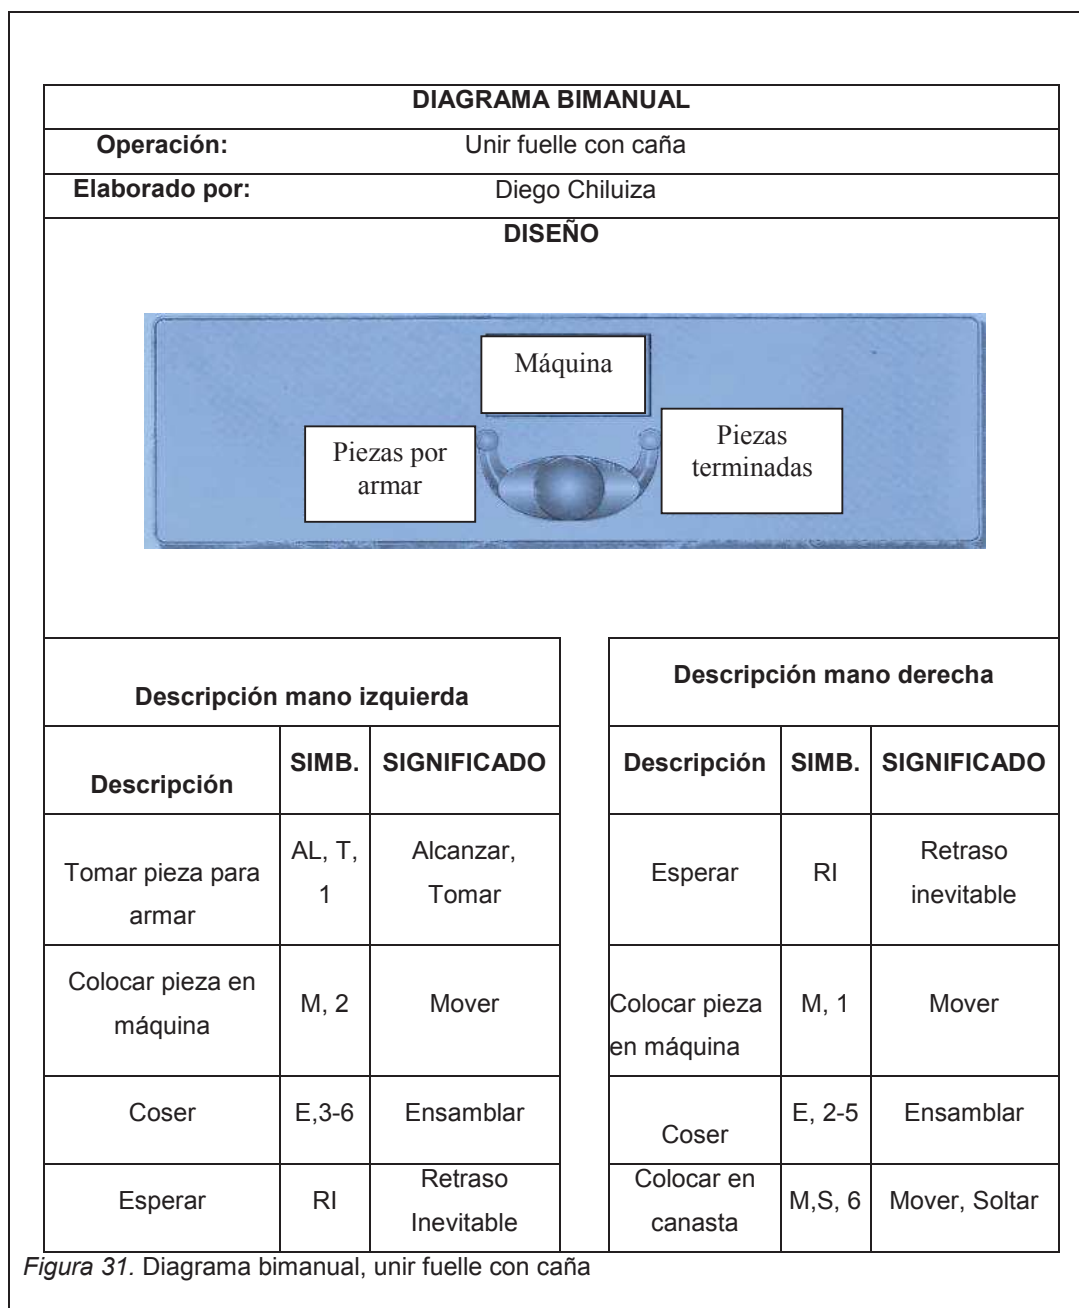 DIAGRAMA BIMANUAL
Operación: Unir fuelle con caña
Elaborado por: Diego Chiluiza
DISEÑO
Máquina
Piezas por
armar
Piezas
terminadas
Descripción mano izquierda
Descripción SIMB. SIGNIFICADO
Tomar pieza para
armar
AL, T,
1
Alcanzar,
Tomar
Colocar pieza en
máquina
M, 2
Mover
Coser E,3-6 Ensamblar
Esperar RI
Retraso
Inevitable
Descripción mano derecha
Descripción SIMB. SIGNIFICADO
Esperar RI
Retraso
inevitable
Colocar pieza
en máquina
M, 1
Mover
Coser E, 2-5 Ensamblar
Colocar en
canasta
M,S, 6
Mover, Soltar
Figura 31. Diagrama bimanual, unir fuelle con caña